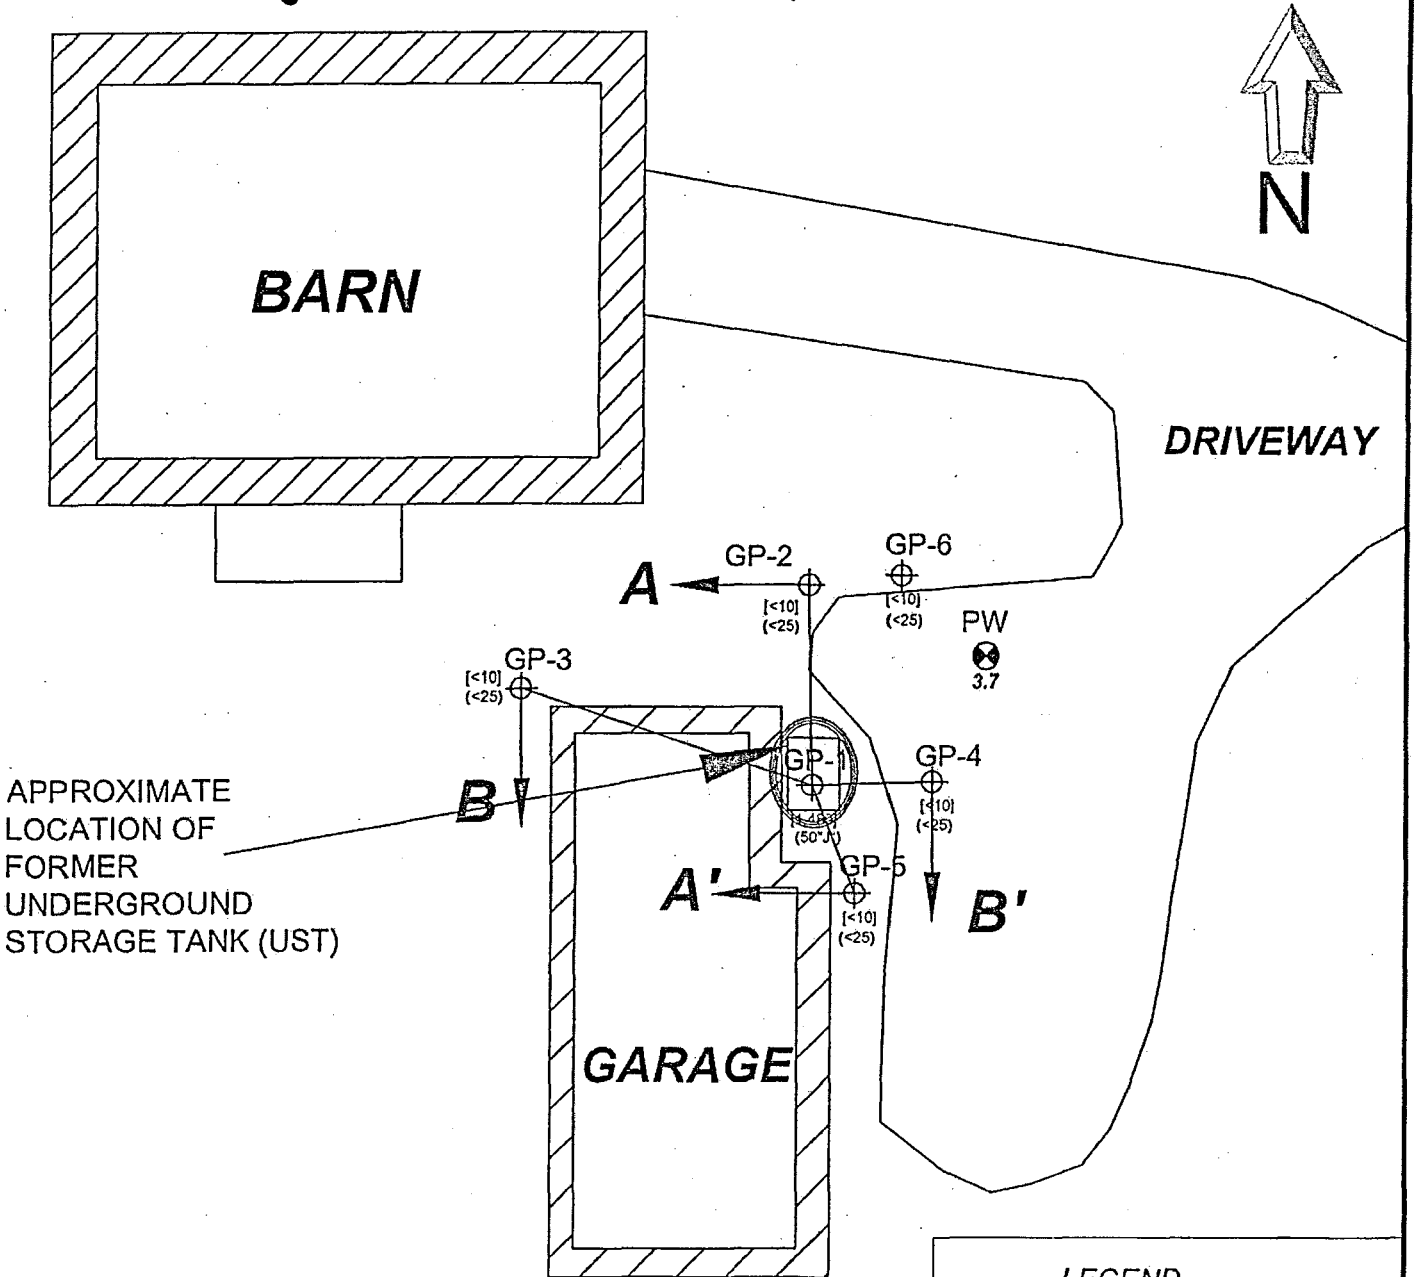 N
BARN
DRIVEWAY
GP-2
GP-6
A
[<10]
(<25)
[<10]
(<25)
PW
3.7
GP-3
[<10]
(<25)
GP-1
GP-4
APPROXIMATE
LOCATION OF
FORMER
UNDERGROUND
STORAGE TANK (UST)
B
[<10]
(<25)
GP-5
A'
B'
[<10]
(<25)
GARAGE
LEGEND